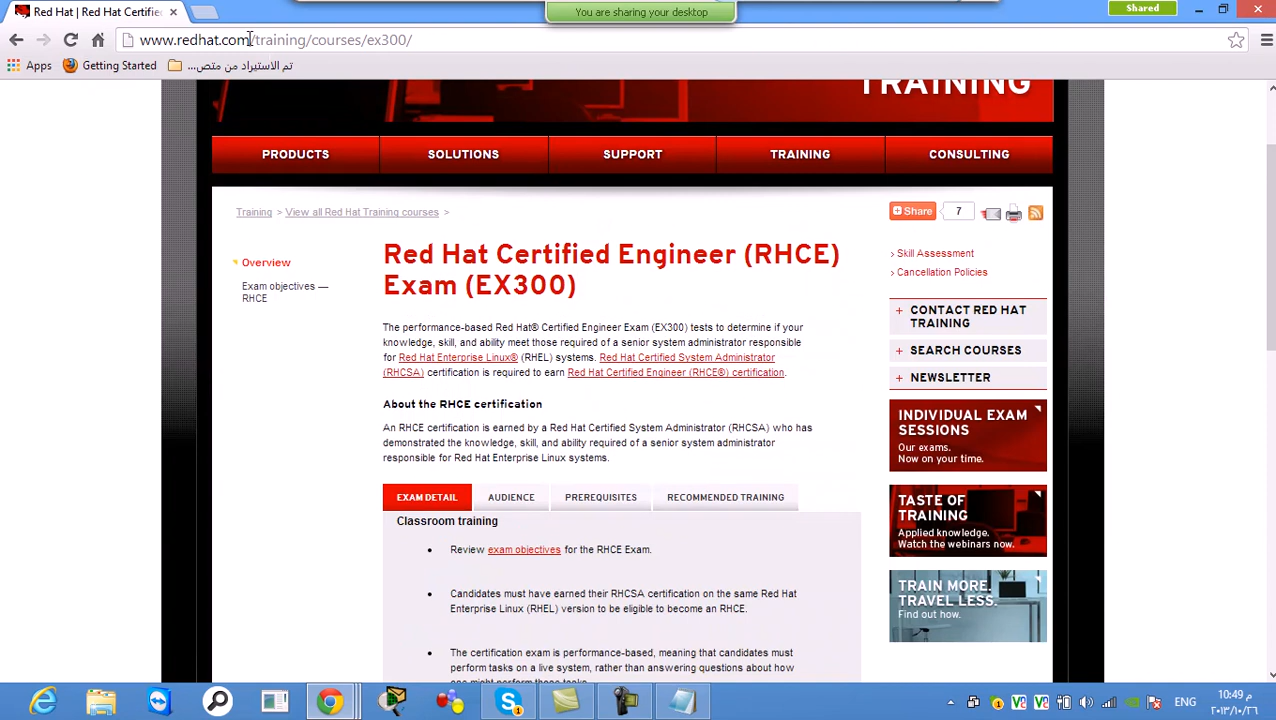 Red Hat | Red Hat Certifie
You are sharing your desktop
Shared
www.redhat.com/training/courses/ex300/
Apps
Getting Started
تم الاستيراد من متص...
TRAINING
PRODUCTS
SOLUTIONS
SUPPORT
TRAINING
CONSULTING
Training > View all Red Hat Training courses >
Share
7
Overview
Exam objectives —
RHCE
Red Hat Certified Engineer (RHCE)
Exam (EX300)
The performance-based Red Hat® Certified Engineer Exam (EX300) tests to determine if your
knowledge, skill, and ability meet those required of a senior system administrator responsible
for Red Hat Enterprise Linux® (RHEL) systems. Red Hat Certified System Administrator
(RHCSA) certification is required to earn Red Hat Certified Engineer (RHCE®) certification.
About the RHCE certification
An RHCE certification is earned by a Red Hat Certified System Administrator (RHCSA) who has
demonstrated the knowledge, skill, and ability required of a senior system administrator
responsible for Red Hat Enterprise Linux systems.
EXAM DETAIL
AUDIENCE
PREREQUISITES
RECOMMENDED TRAINING
Classroom training
• Review exam objectives for the RHCE Exam.
• Candidates must have earned their RHCSA certification on the same Red Hat
Enterprise Linux (RHEL) version to be eligible to become an RHCE.
• The certification exam is performance-based, meaning that candidates must
perform tasks on a live system, rather than answering questions about how
one might perform those tasks.
› Skill Assessment
› Cancellation Policies
+ CONTACT RED HAT
TRAINING
+ SEARCH COURSES
+ NEWSLETTER
INDIVIDUAL EXAM
SESSIONS
Our exams.
Now on your time.
TASTE OF
TRAINING
Applied knowledge.
Watch the webinars now.
TRAIN MORE.
TRAVEL LESS.
Find out how.
ENG
10:49 م
٢٠١٣/١٠/٢٦